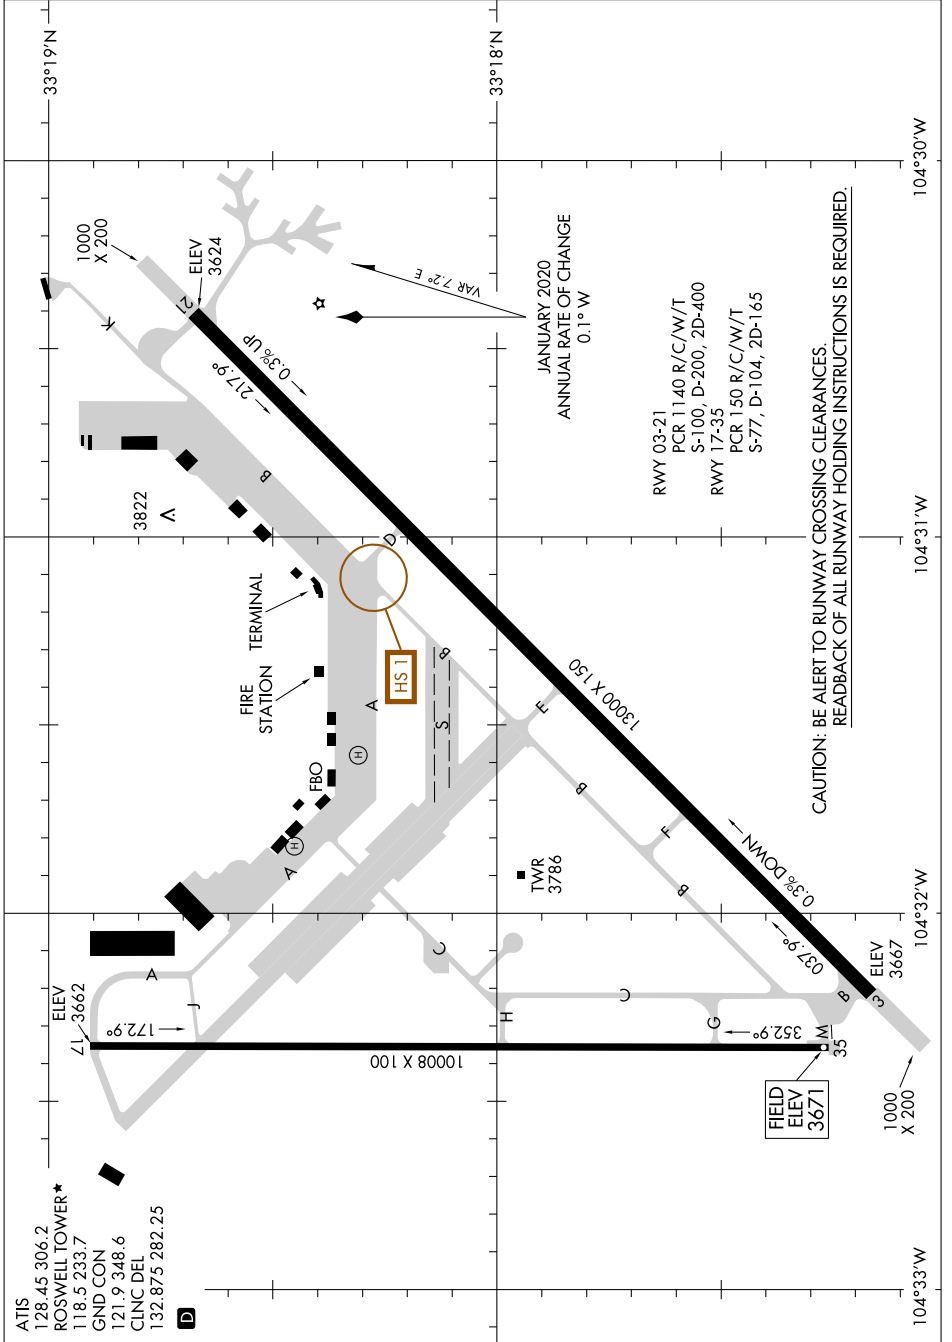 ATIS
128.45 306.2
ROSWELL TOWER★
118.5 233.7
GND CON
121.9 348.6
CLNC DEL
132.875 282.25
D
33°19'N
33°18'N
104°30'W
104°31'W
104°32'W
104°33'W
1000
X 200
ELEV
3624
K
21
217.9°
0.3% UP
VAR 7.2° E
JANUARY 2020
ANNUAL RATE OF CHANGE
0.1° W
3822
B
D
TERMINAL
FIRE
STATION
HS 1
A
B
S
H
FBO
H
A
F
13000 X 150
B
F
B
TWR
3786
RWY 03-21
PCR 1140 R/C/W/T
S-100, D-200, 2D-400
RWY 17-35
PCR 150 R/C/W/T
S-77, D-104, 2D-165
CAUTION: BE ALERT TO RUNWAY CROSSING CLEARANCES.
READBACK OF ALL RUNWAY HOLDING INSTRUCTIONS IS REQUIRED.
0.3% DOWN
037.9°
ELEV
3667
3
B
C
C
A
J
ELEV
3662
17
172.9°
10008 X 100
H
G
352.9°
M
35
FIELD
ELEV
3671
1000
X 200